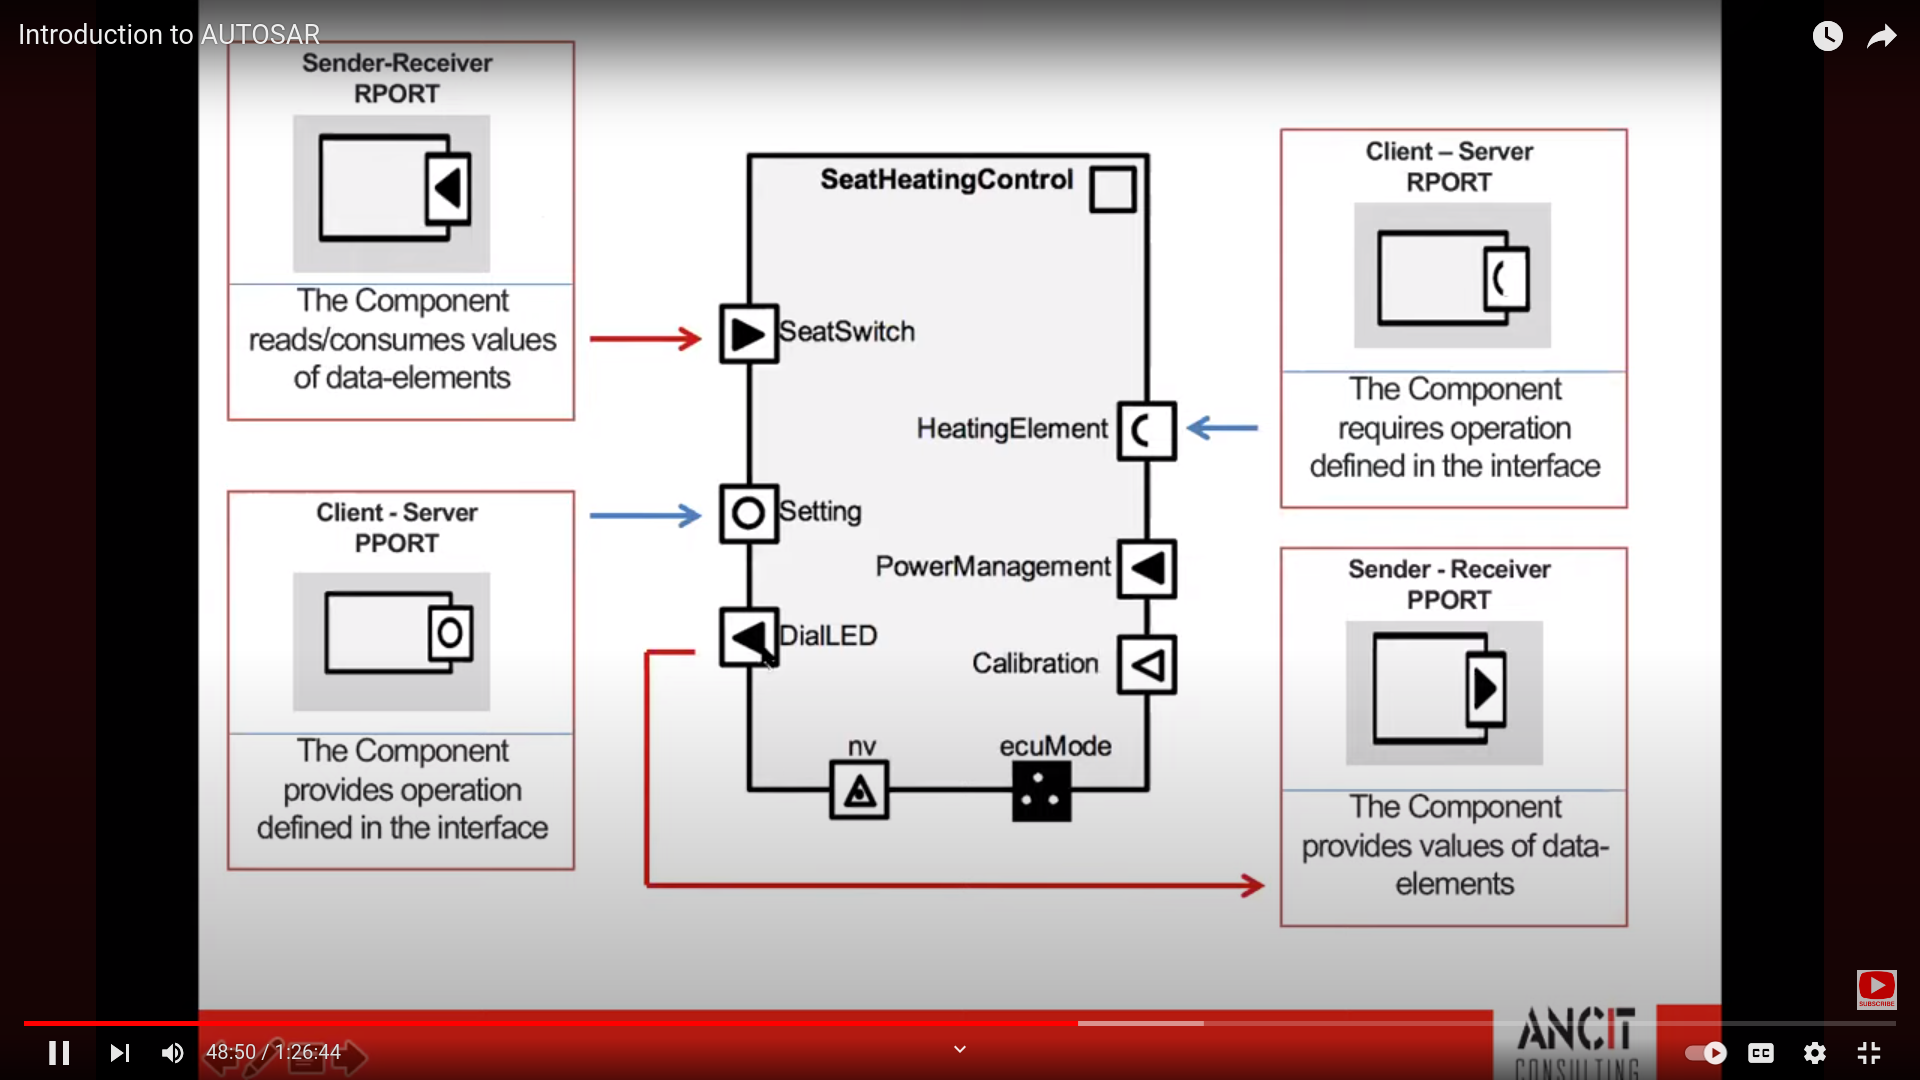 Introduction to AUTOSAR
Sender-Receiver
RPORT
The Component
reads/consumes values
of data-elements
Client - Server
PPORT
The Component
provides operation
defined in the interface
SeatHeatingControl
SeatSwitch
HeatingElement
Setting
PowerManagement
DialLED
Calibration
nv
ecuMode
Client – Server
RPORT
The Component
requires operation
defined in the interface
Sender - Receiver
PPORT
The Component
provides values of data-
elements
SUBSCRIBE
ANCIT
CONSULTING
48:50 / 1:26:44
CC